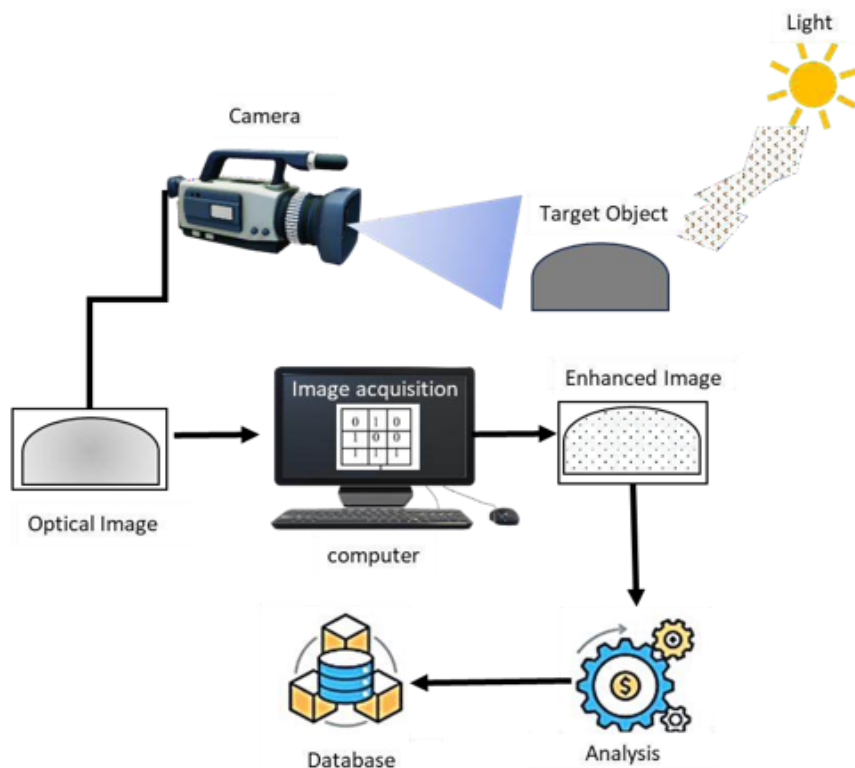 Light
Camera
Target Object
Image acquisition
0 1 0
1 0 0
1 1 1
Enhanced Image
Optical Image
computer
$
Database
Analysis